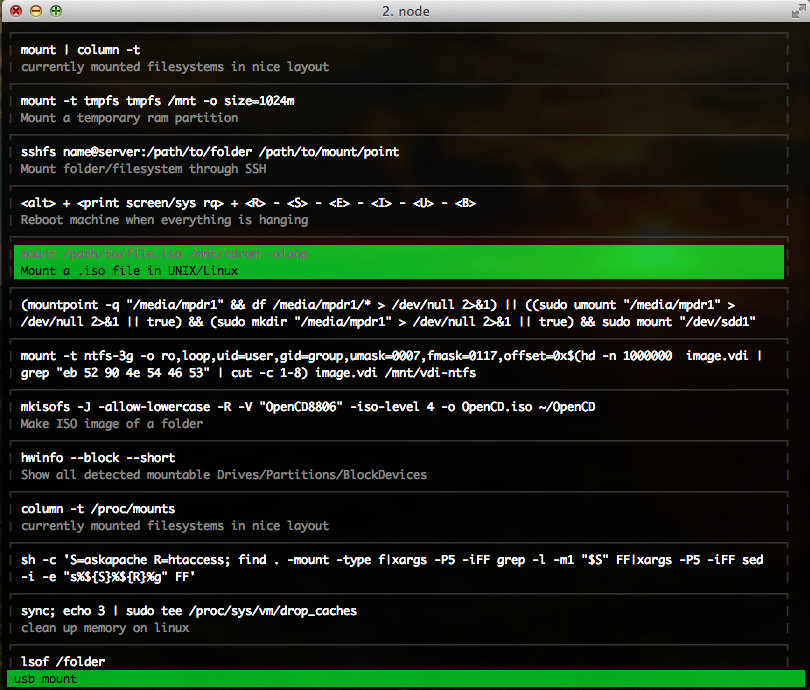 2. node
mount | column -t
currently mounted filesystems in nice layout
mount -t tmpfs tmpfs /mnt -o size=1024m
Mount a temporary ram partition
sshfs name@server:/path/to/folder /path/to/mount/point
Mount folder/filesystem through SSH
<alt> + <print screen/sys rq> + <R> - <S> - <E> - <I> - <U> - <B>
Reboot machine when everything is hanging
mount /path/to/file.iso /mnt/cdrom -oloop
Mount a .iso file in UNIX/Linux
(mountpoint -q "/media/mpdr1" && df /media/mpdr1/* > /dev/null 2>&1) || ((sudo umount "/media/mpdr1" >
/dev/null 2>&1 || true) && (sudo mkdir "/media/mpdr1" > /dev/null 2>&1 || true) && sudo mount "/dev/sdd1"
mount -t ntfs-3g -o ro,loop,uid=user,gid=group,umask=0007,fmask=0117,offset=0x$(hd -n 1000000  image.vdi |
grep "eb 52 90 4e 54 46 53" | cut -c 1-8) image.vdi /mnt/vdi-ntfs
mkisofs -J -allow-lowercase -R -V "OpenCD8806" -iso-level 4 -o OpenCD.iso ~/OpenCD
Make ISO image of a folder
hwinfo --block --short
Show all detected mountable Drives/Partitions/BlockDevices
column -t /proc/mounts
currently mounted filesystems in nice layout
sh -c 'S=askapache R=htaccess; find . -mount -type f|xargs -P5 -iFF grep -l -m1 "$S" FF|xargs -P5 -iFF sed
-i -e "s%${S}%${R}%g" FF'
sync; echo 3 | sudo tee /proc/sys/vm/drop_caches
clean up memory on linux
lsof /folder
usb mount